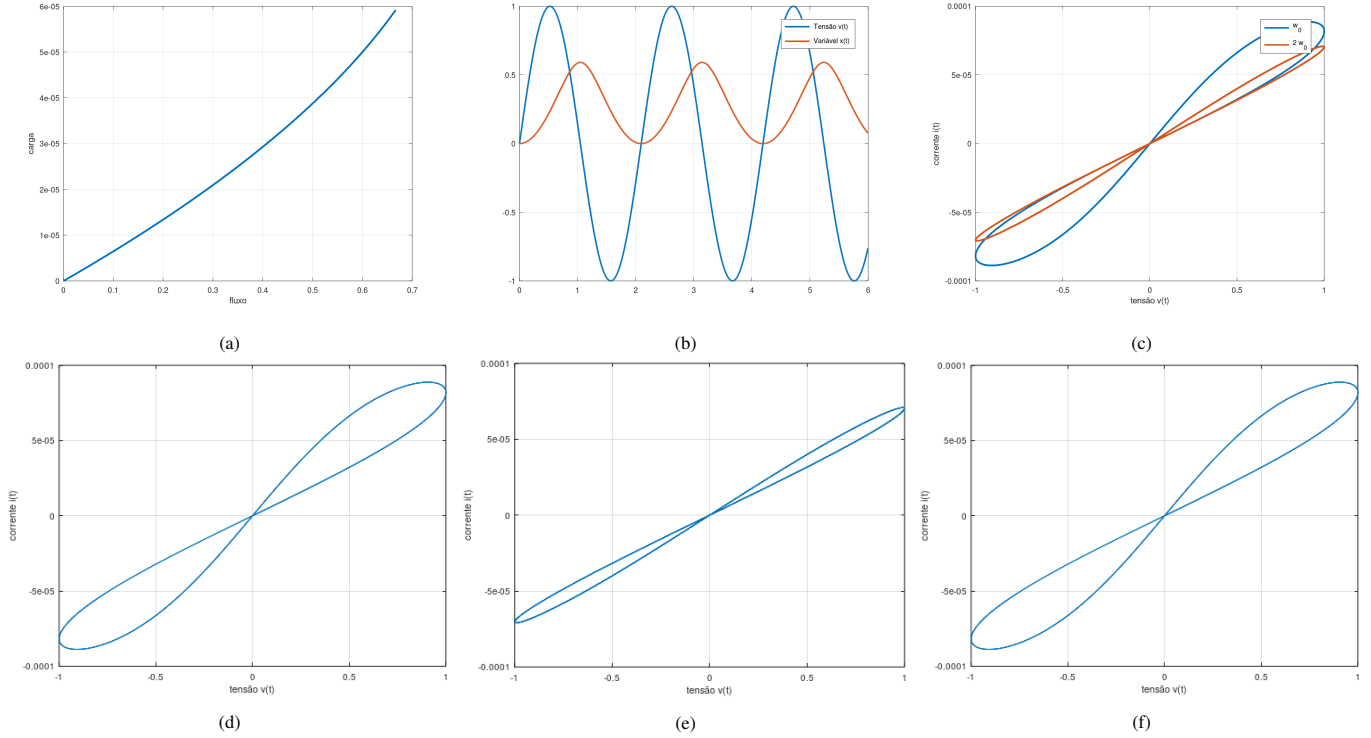 6e-05
5e-05
4e-05
3e-05
2e-05
1e-05
0
carga
0 0.1 0.2 0.3 0.4 0.5 0.6 0.7
fluxo
(a)
1
0.5
0
-0.5
-1
Tensão v(t)
Variável x(t)
0 1 2 3 4 5 6
(b)
0.0001
5e-05
0
-5e-05
-0.0001
corrente i(t)
w_0
2 w_0
-1 -0.5 0 0.5 1
tensão v(t)
(c)
0.0001
5e-05
0
-5e-05
-0.0001
corrente i(t)
-1 -0.5 0 0.5 1
tensão v(t)
(d)
0.0001
5e-05
0
-5e-05
-0.0001
corrente i(t)
-1 -0.5 0 0.5 1
tensão v(t)
(e)
0.0001
5e-05
0
-5e-05
-0.0001
corrente i(t)
-1 -0.5 0 0.5 1
tensão v(t)
(f)